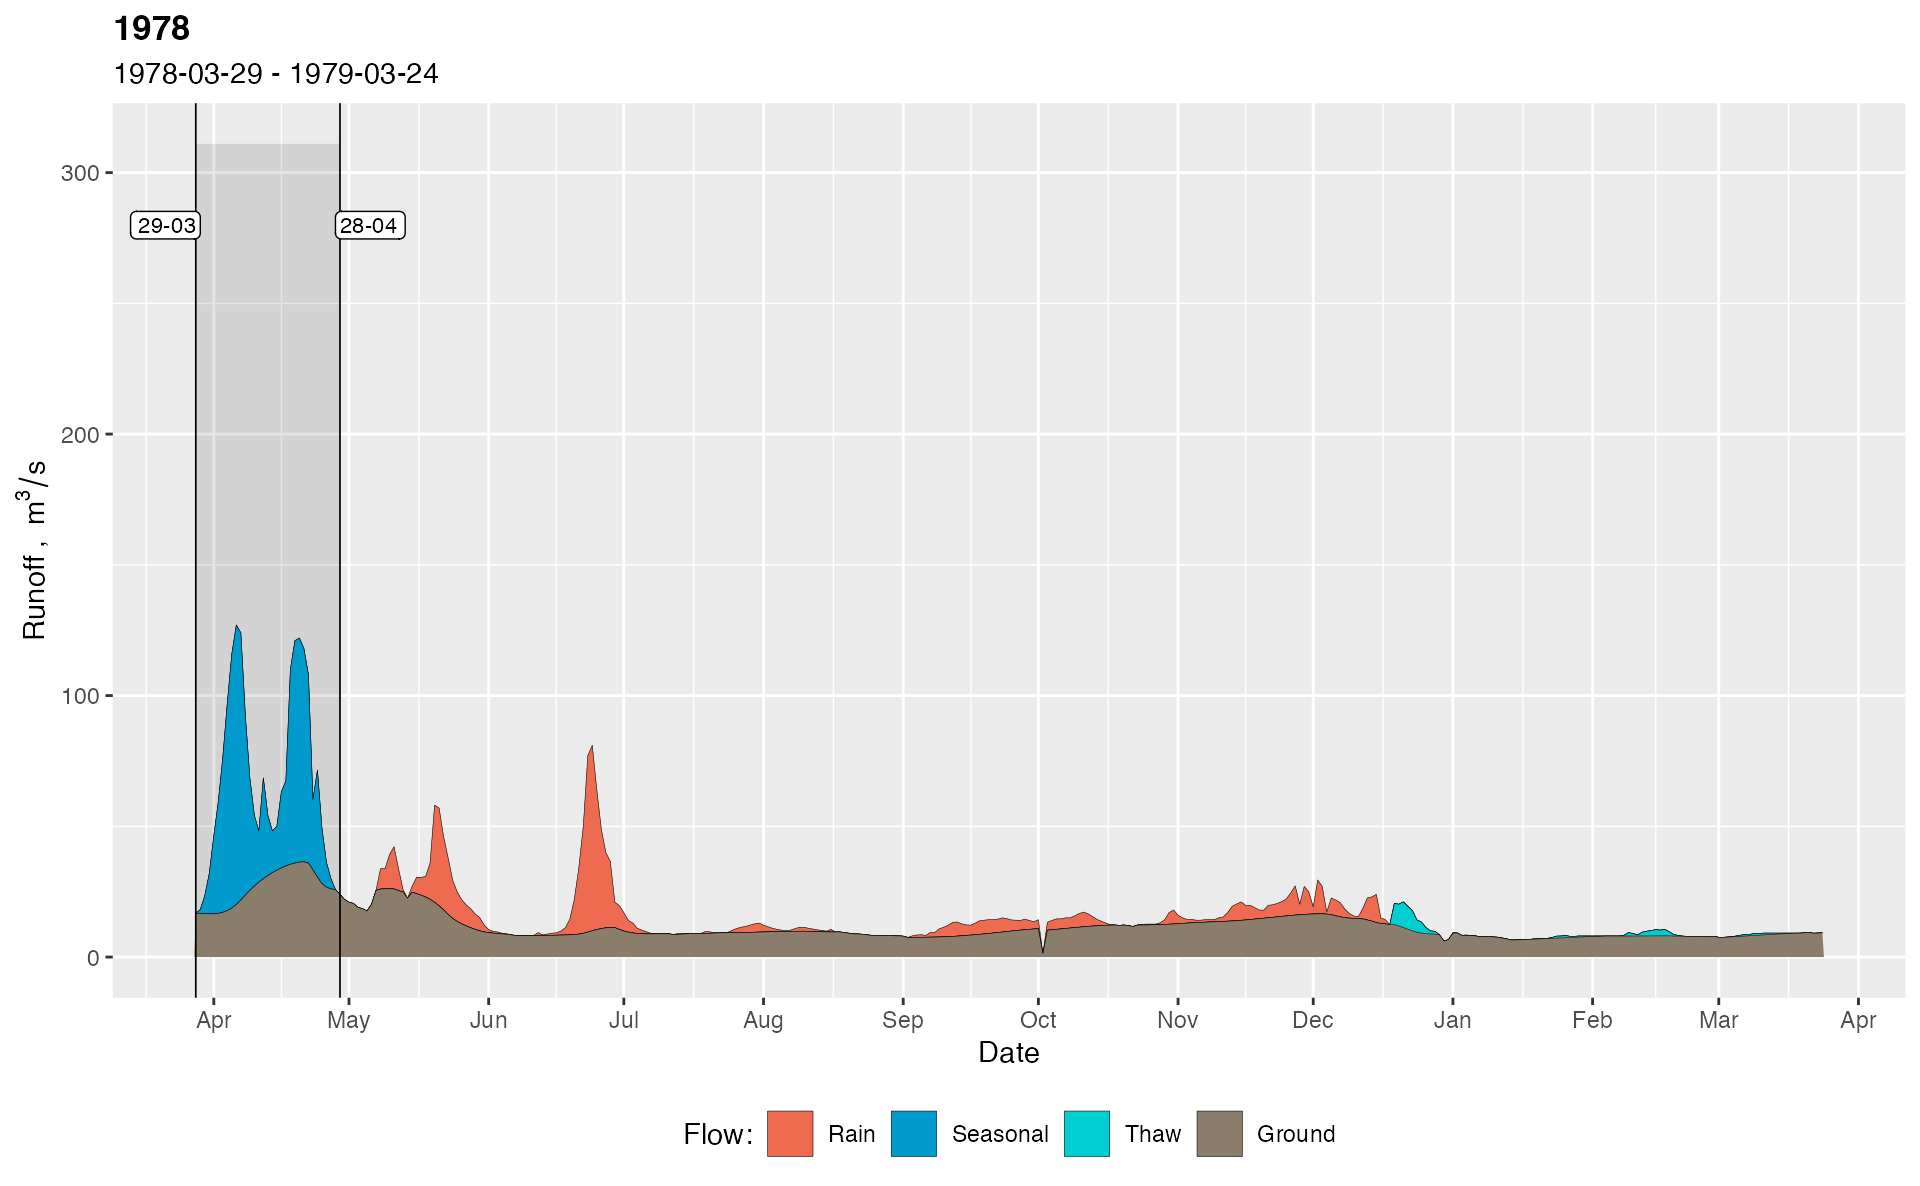 1978
1978-03-29 - 1979-03-24
300
200
100
0
Runoff , m³/s
29-03
28-04
Apr May Jun Jul Aug Sep Oct Nov Dec Jan Feb Mar Apr
Date
Flow: Rain Seasonal Thaw Ground